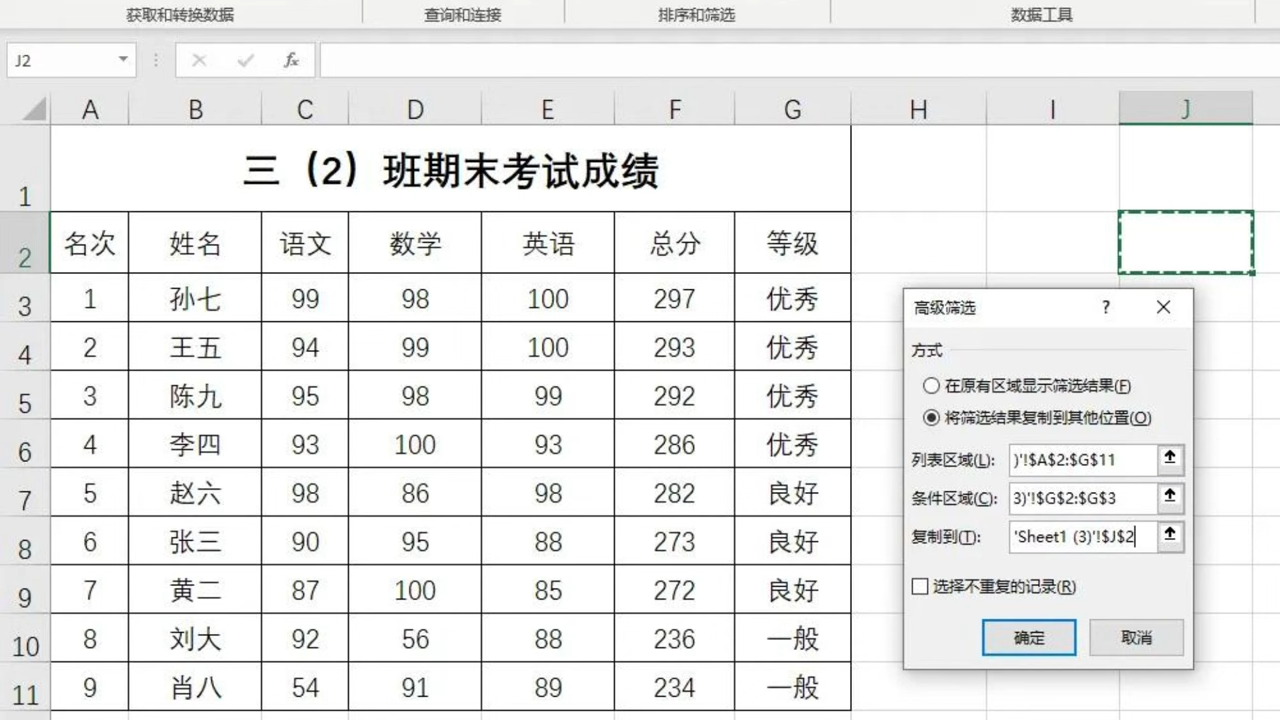 获取和转换数据 查询和连接 排序和筛选 数据工具
J2 fx
A B C D E F G H I J
1 三（2）班期末考试成绩
2 名次 姓名 语文 数学 英语 总分 等级
3 1 孙七 99 98 100 297 优秀
4 2 王五 94 99 100 293 优秀
5 3 陈九 95 98 99 292 优秀
6 4 李四 93 100 93 286 优秀
7 5 赵六 98 86 98 282 良好
8 6 张三 90 95 88 273 良好
9 7 黄二 87 100 85 272 良好
10 8 刘大 92 56 88 236 一般
11 9 肖八 54 91 89 234 一般
高级筛选 ?
方式
在原有区域显示筛选结果(F)
将筛选结果复制到其他位置(O)
列表区域(L): )'!$A$2:$G$11
条件区域(C): 3)'!$G$2:$G$3
复制到(T): 'Sheet1 (3)'!$J$2
选择不重复的记录(R)
确定 取消